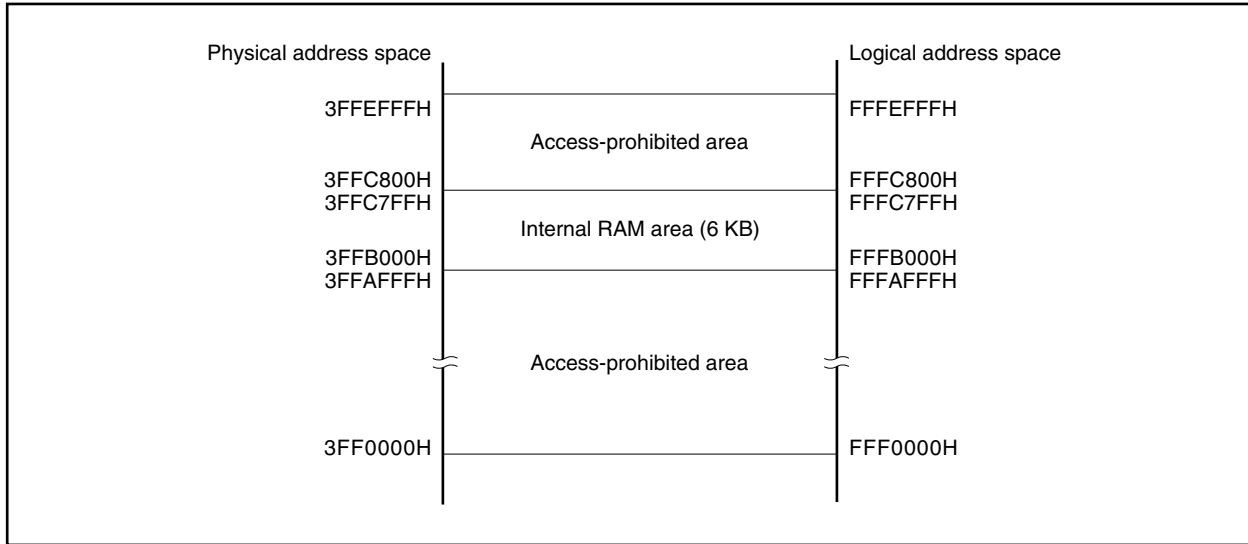 Physical address space
Logical address space
3FFEFFFH
FFFEFFFH
Access-prohibited area
3FFC800H
FFFC800H
3FFC7FFH
FFFC7FFH
Internal RAM area (6 KB)
3FFB000H
FFFB000H
3FFAFFFH
FFFAFFFH
Access-prohibited area
3FF0000H
FFF0000H